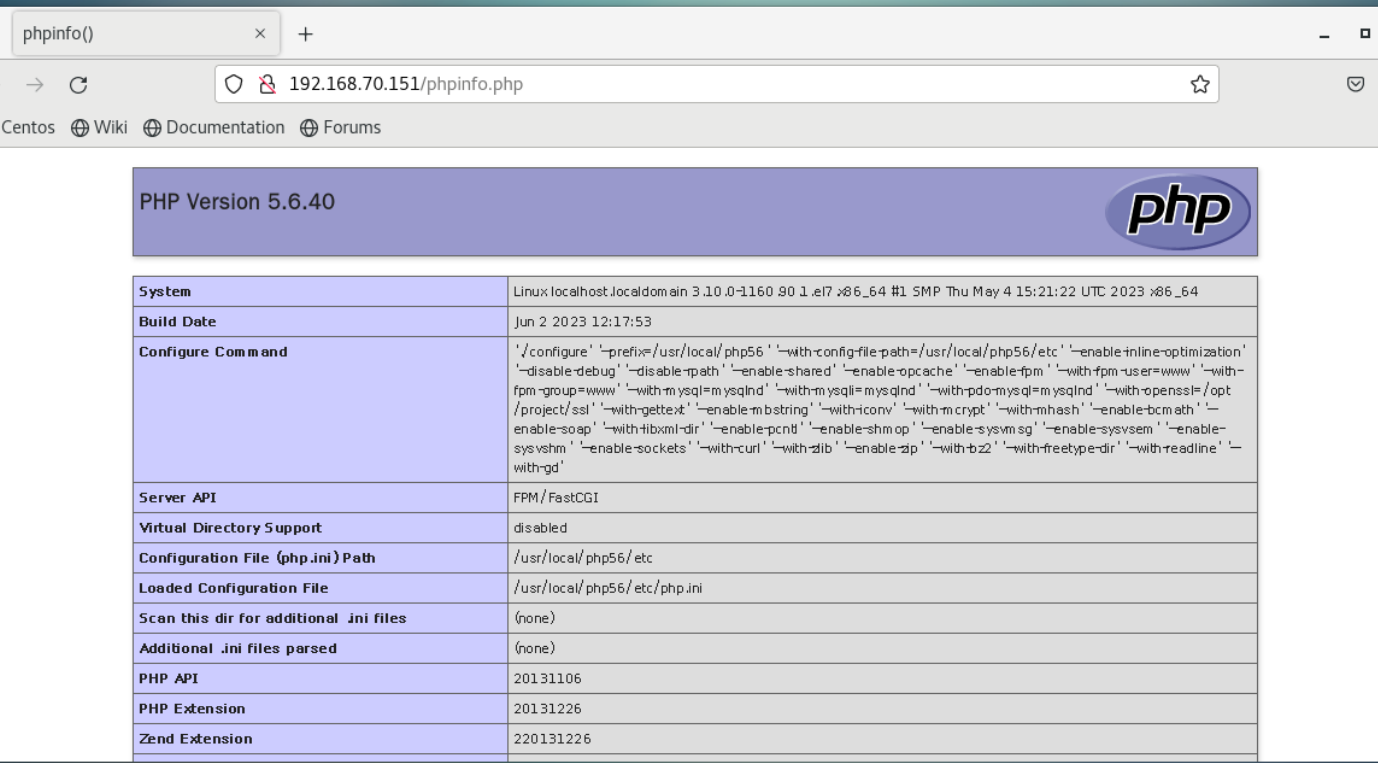 phpinfo()
192.168.70.151/phpinfo.php
Centos Wiki Documentation Forums
PHP Version 5.6.40
php
System Linux localhost.localdomain 3.10.0-1160.90.1.el7.x86_64 #1 SMP Thu May 4 15:21:22 UTC 2023 x86_64
Build Date Jun 2 2023 12:17:53
Configure Command './configure' '--prefix=/usr/local/php56' '--with-config-file-path=/usr/local/php56/etc' '--enable-inline-optimization'
'--disable-debug' '--disable-rpath' '--enable-shared' '--enable-opcache' '--enable-fpm' '--with-fpm-user=www' '--with-
fpm-group=www' '--with-mysql=mysqlnd' '--with-mysqli=mysqlnd' '--with-pdo-mysql=mysqlnd' '--with-openssl=/opt
/project/ssl' '--with-gettext' '--enable-mbstring' '--with-iconv' '--with-mcrypt' '--with-mhash' '--enable-bcmath' '--
enable-soap' '--with-libxml-dir' '--enable-pcntl' '--enable-shmop' '--enable-sysvmsg' '--enable-sysvsem' '--enable-
sysvshm' '--enable-sockets' '--with-curl' '--with-zlib' '--enable-zip' '--with-bz2' '--with-freetype-dir' '--with-readline' '--
with-gd'
Server API FPM/FastCGI
Virtual Directory Support disabled
Configuration File (php.ini) Path /usr/local/php56/etc
Loaded Configuration File /usr/local/php56/etc/php.ini
Scan this dir for additional .ini files (none)
Additional .ini files parsed (none)
PHP API 20131106
PHP Extension 20131226
Zend Extension 220131226